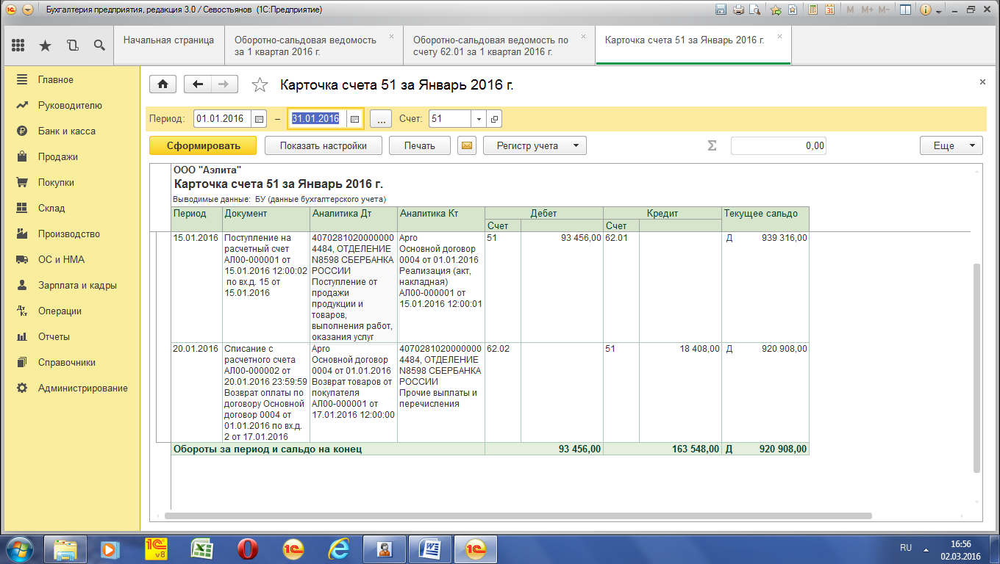 Бухгалтерия предприятия, редакция 3.0 / Севостьянов (1С:Предприятие)
M M+ M-
Начальная страница
Оборотно-сальдовая ведомость за 1 квартал 2016 г.
Оборотно-сальдовая ведомость по счету 62.01 за 1 квартал 2016 г.
Карточка счета 51 за Январь 2016 г.
Главное
Руководителю
Банк и касса
Продажи
Покупки
Склад
Производство
ОС и НМА
Зарплата и кадры
Операции
Отчеты
Справочники
Администрирование
Карточка счета 51 за Январь 2016 г.
Период: 01.01.2016 – 31.01.2016 ... Счет: 51
Сформировать Показать настройки Печать Регистр учета Σ 0,00 Еще
ООО "Аэлита"
Карточка счета 51 за Январь 2016 г.
Выводимые данные: БУ (данные бухгалтерского учета)
Период Документ Аналитика Дт Аналитика Кт Дебет Кредит Текущее сальдо
Счет Счет
15.01.2016
Поступление на
расчетный счет
АЛ00-000001 от
15.01.2016 12:00:02
по вх.д. 15 от
15.01.2016
4070281020000000
4484, ОТДЕЛЕНИЕ
N8598 СБЕРБАНКА
РОССИИ
Поступление от
продажи
продукции и
товаров,
выполнения работ,
оказания услуг
Арго
Основной договор
0004 от 01.01.2016
Реализация (акт,
накладная)
АЛ00-000001 от
15.01.2016 12:00:01
51 93 456,00 62.01 Д 939 316,00
20.01.2016
Списание с
расчетного счета
АЛ00-000002 от
20.01.2016 23:59:59
Возврат оплаты по
договору Основной
договор 0004 от
01.01.2016 по вх.д.
2 от 17.01.2016
Арго
Основной договор
0004 от 01.01.2016
Возврат товаров от
покупателя
АЛ00-000001 от
17.01.2016 12:00:00
4070281020000000
4484, ОТДЕЛЕНИЕ
N8598 СБЕРБАНКА
РОССИИ
Прочие выплаты и
перечисления
62.02 51 18 408,00 Д 920 908,00
Обороты за период и сальдо на конец 93 456,00 163 548,00 Д 920 908,00
RU
16:56
02.03.2016